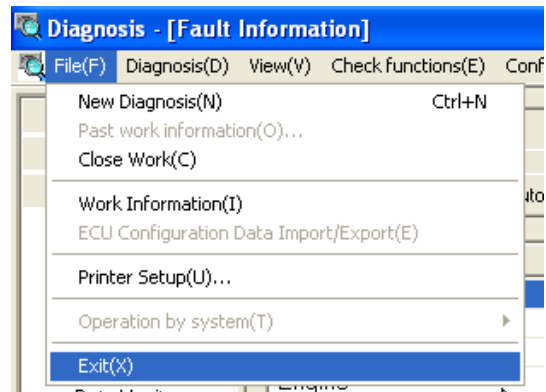 Diagnosis - [Fault Information]
File(F) Diagnosis(D) View(V) Check functions(E)
New Diagnosis(N) Ctrl+N
Past work information(O)...
Close Work(C)
Work Information(I)
ECU Configuration Data Import/Export(E)
Printer Setup(U)...
Operation by system(T)
Exit(X)